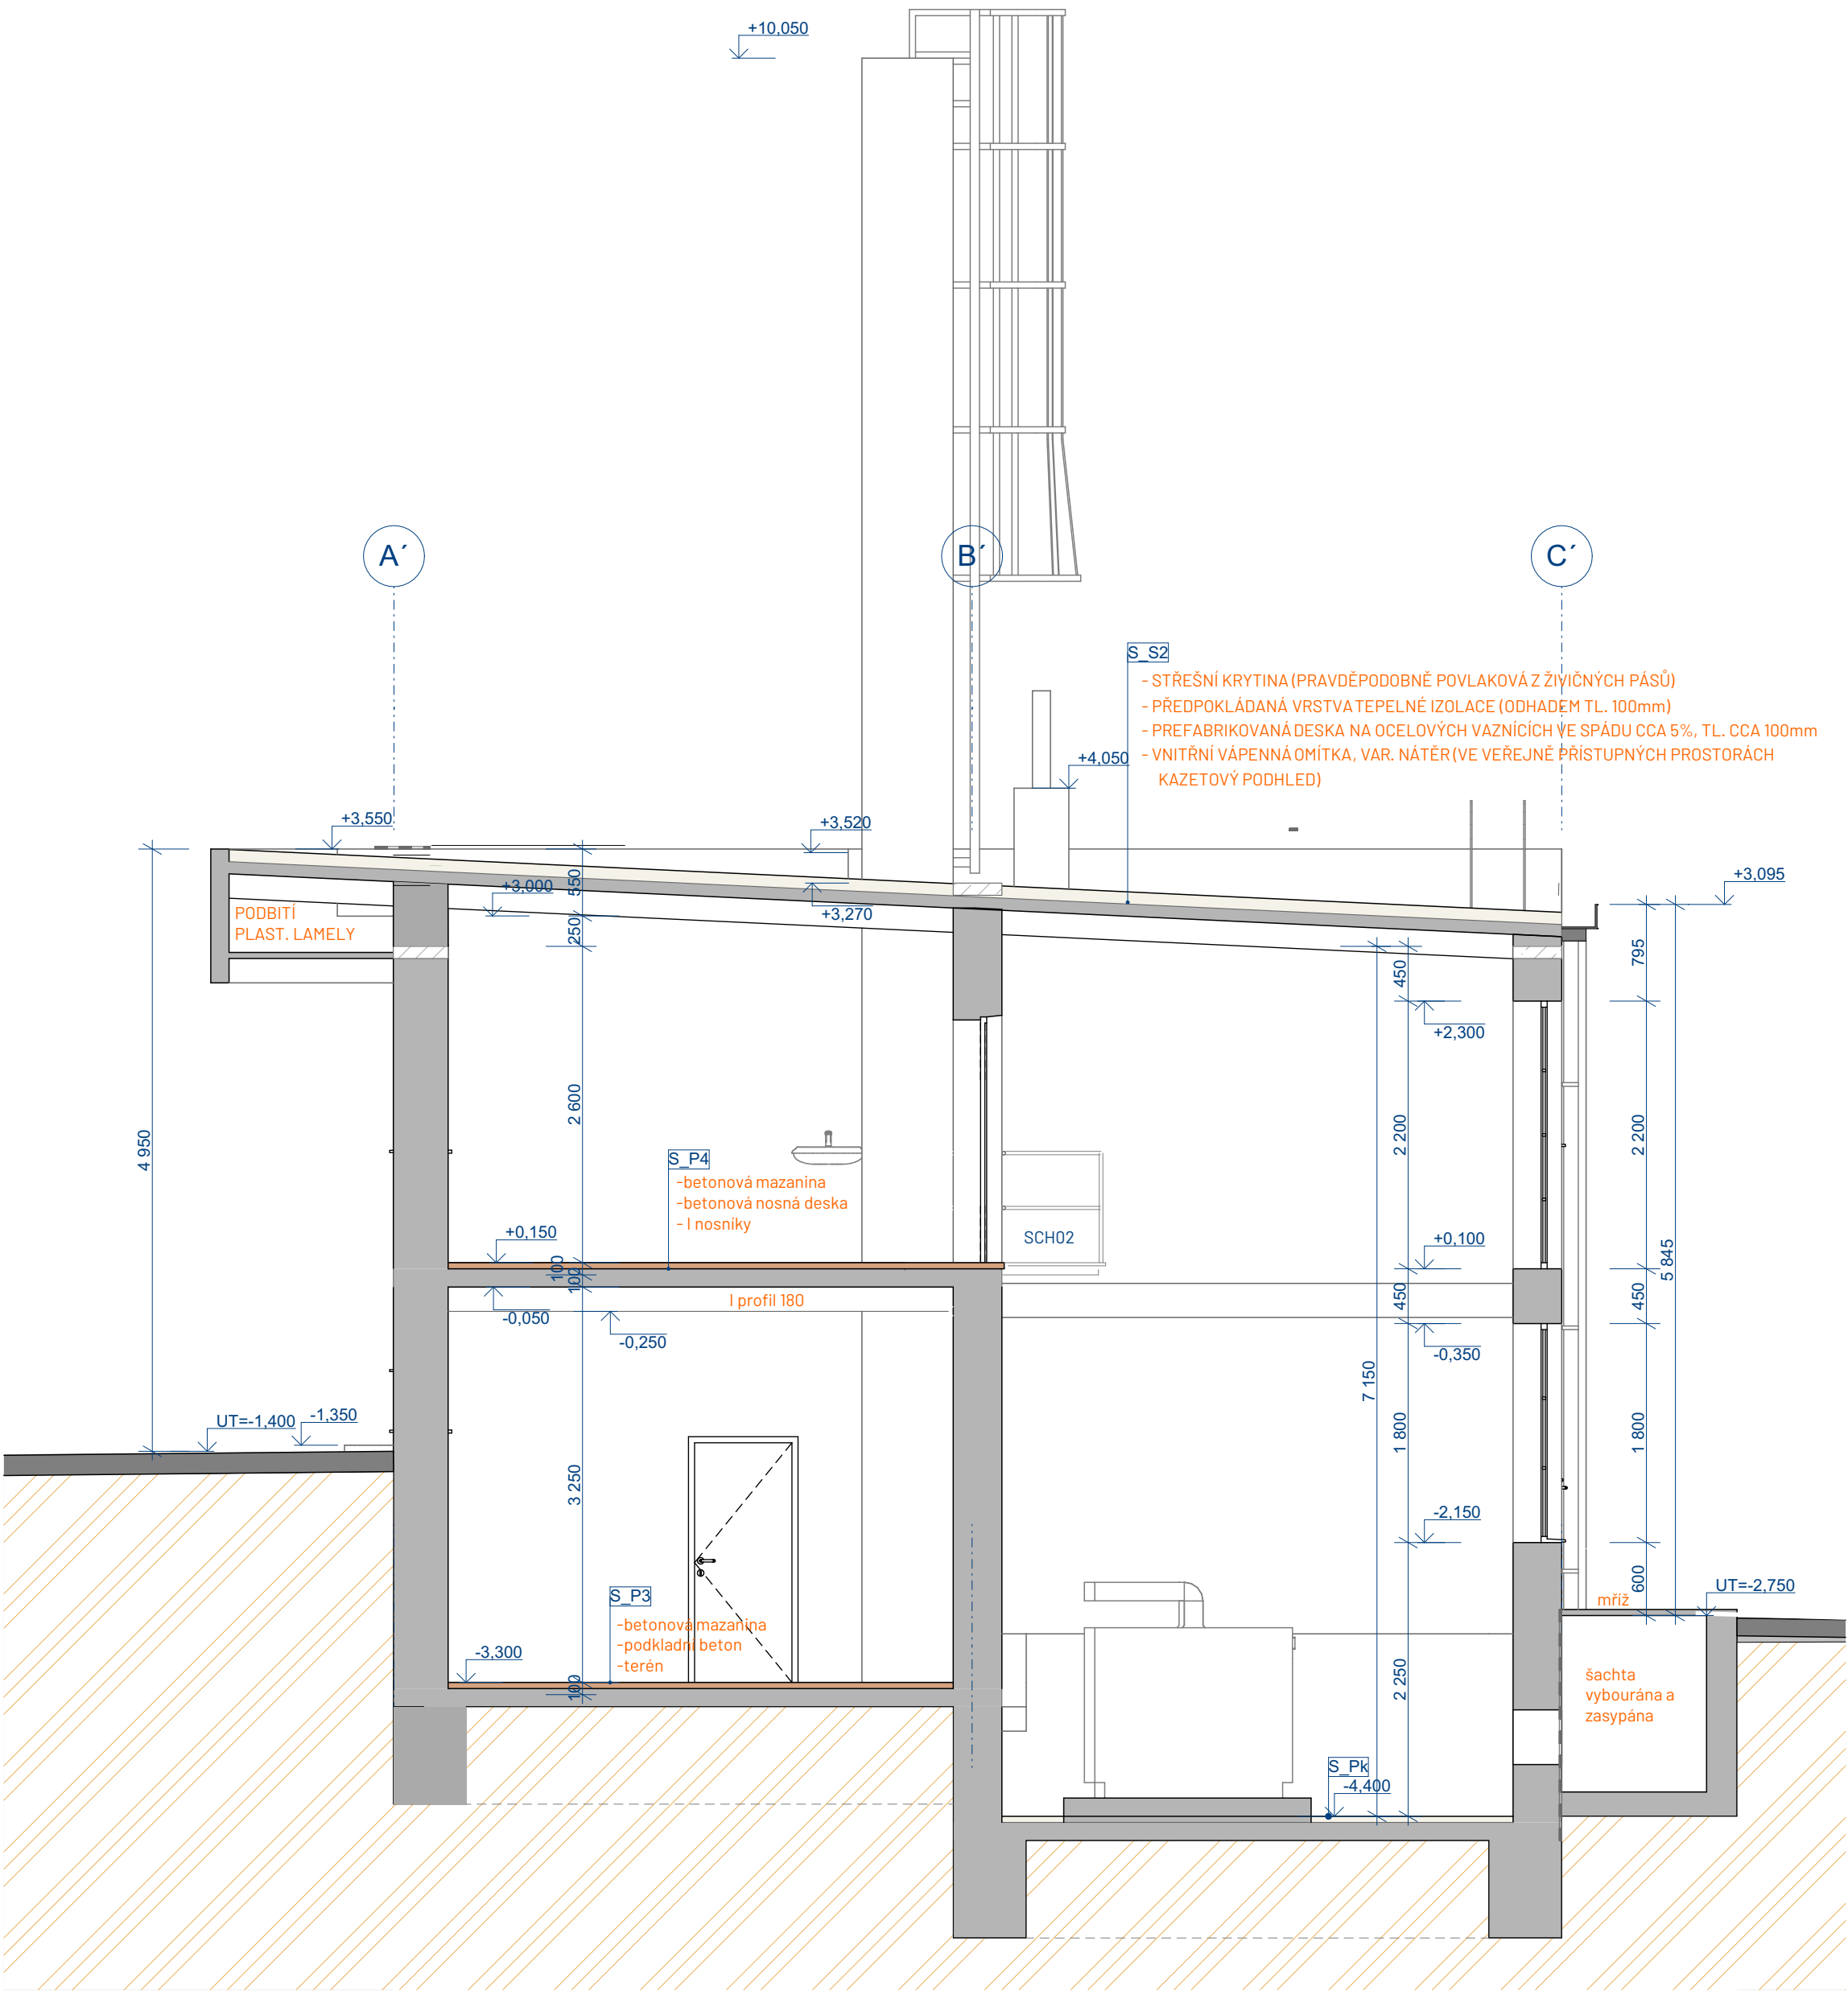 +10,050
A´
B´
C´
S_S2
- STŘEŠNÍ KRYTINA (PRAVDĚPODOBNĚ POVLAKOVÁ Z ŽIVIČNÝCH PÁSŮ)
- PŘEDPOKLÁDANÁ VRSTVA TEPELNÉ IZOLACE (ODHADEM TL. 100mm)
- PREFABRIKOVANÁ DESKA NA OCELOVÝCH VAZNÍCÍCH VE SPÁDU CCA 5%, TL. CCA 100mm
- VNITŘNÍ VÁPENNÁ OMÍTKA, VAR. NÁTĚR (VE VEŘEJNĚ PŘÍSTUPNÝCH PROSTORÁCH
KAZETOVÝ PODHLED)
+4,050
+3,550
+3,520
+3,095
550
+3,000
+3,270
PODBITÍ
PLAST. LAMELY
250
450
795
+2,300
2 600
4 950
2 200
2 200
S_P4
-betonová mazanina
-betonová nosná deska
- I nosníky
+0,150
SCH02
+0,100
5 845
100
100
I profil 180
-0,050
-0,250
450
450
-0,350
7 150
UT=-1,400
-1,350
3 250
1 800
1 800
-2,150
S_P3
-betonová mazanina
-podkladní beton
-terén
600
mříž
UT=-2,750
-3,300
100
2 250
šachta
vybourána a
zasypána
S_Pk
-4,400